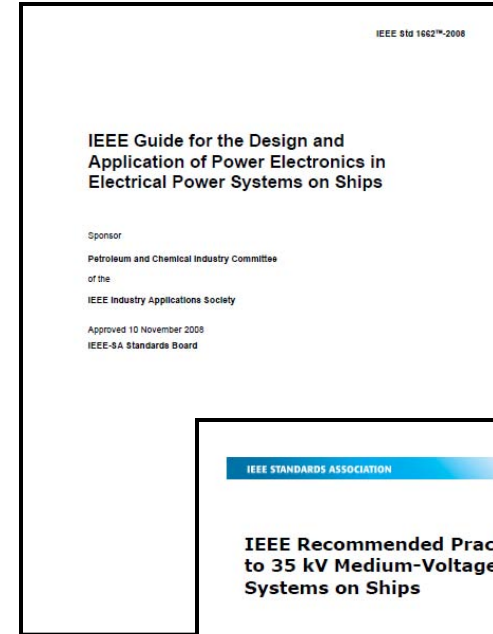 IEEE Std 1662™-2008
IEEE Guide for the Design and
Application of Power Electronics in
Electrical Power Systems on Ships
Sponsor
Petroleum and Chemical Industry Committee
of the
IEEE Industry Applications Society
Approved 10 November 2008
IEEE-SA Standards Board
IEEE STANDARDS ASSOCIATION
IEEE Recommended Prac
to 35 kV Medium-Voltage
Systems on Ships